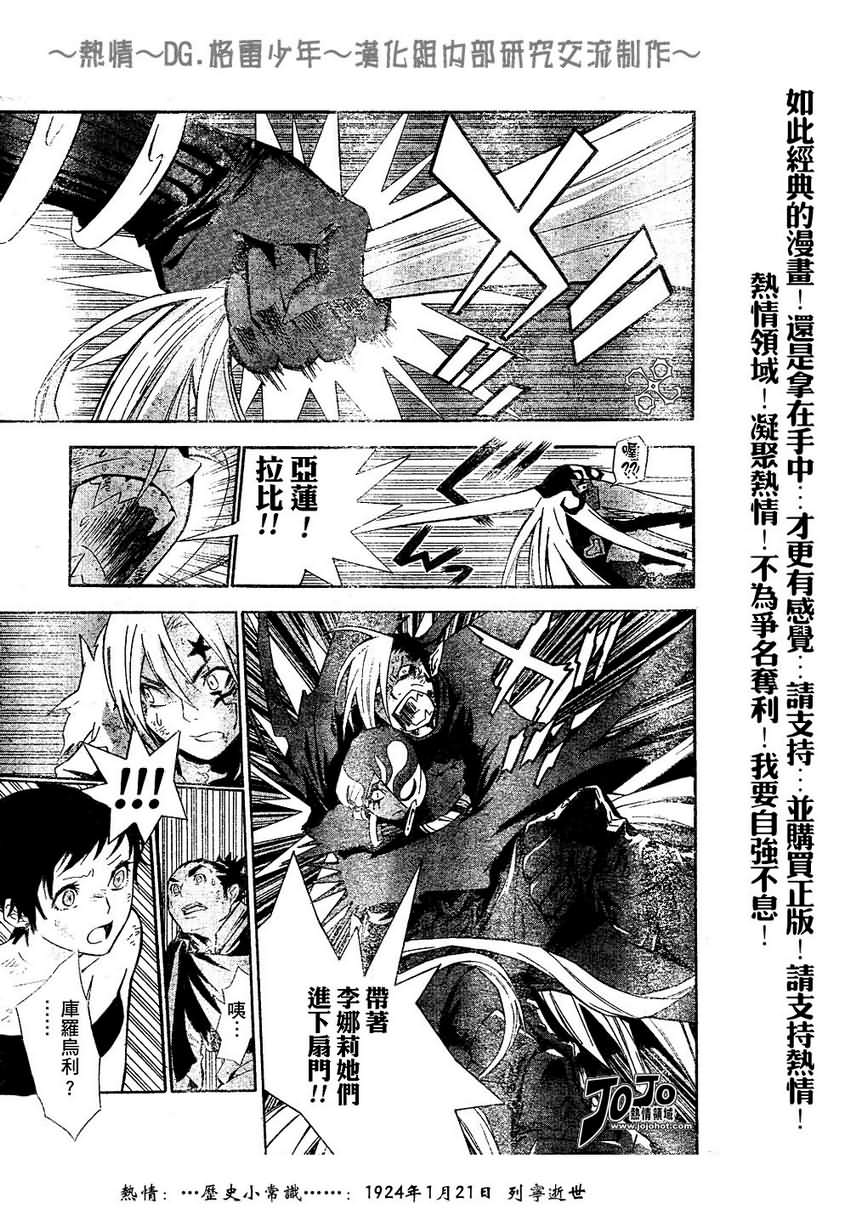 ～熱情～DG.格雷少年～漢化組内部研究交流制作～
如此經典的漫畫！還是拿在手中…才更有感覺…請支持…並購買正版！請支持熱情！
熱情領域！凝聚熱情！不為爭名奪利！我要自強不息！
喔??
亞蓮！
拉比!!
!!!
帶著
李娜莉她們
進下扇門!!
咦…
庫羅烏利？
……
JOJO
熱情領域
www.jojohot.com
熱情：…歷史小常識……：1924年1月21日 列寧逝世